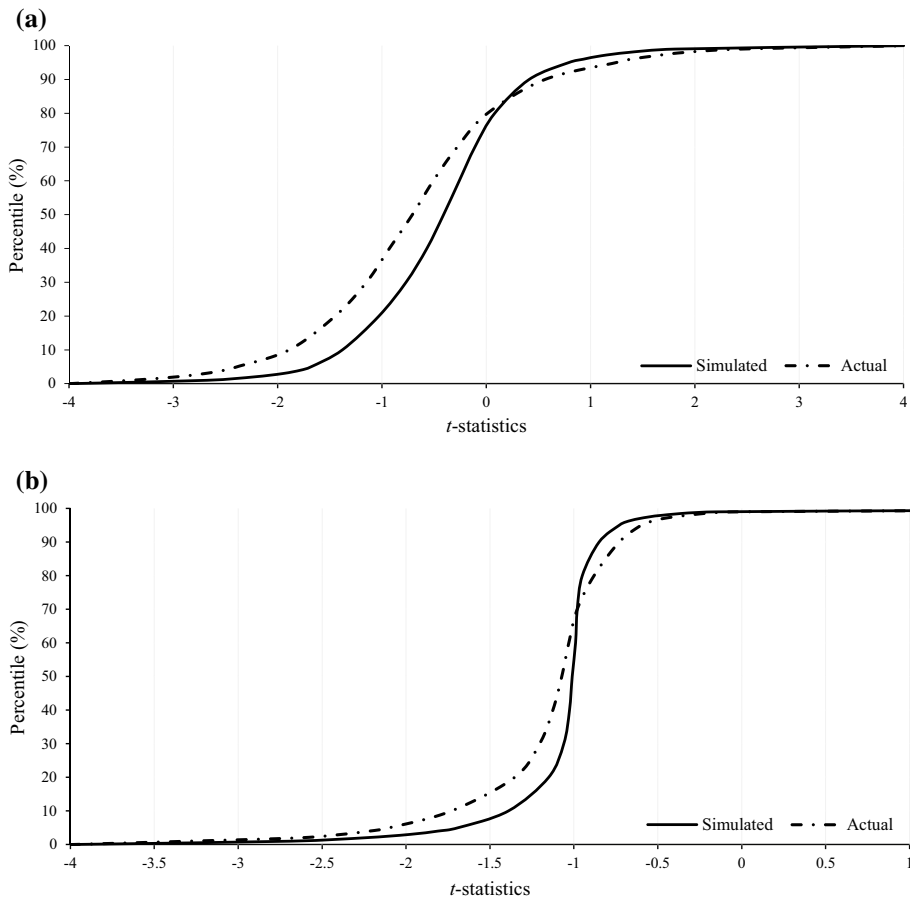 (a)
100
90
80
70
60
50
40
30
20
10
0
Percentile (%)
-4 -3 -2 -1 0 1 2 3 4
t-statistics
Simulated Actual
(b)
100
90
80
70
60
50
40
30
20
10
0
Percentile (%)
-4 -3.5 -3 -2.5 -2 -1.5 -1 -0.5 0 0.5 1
t-statistics
Simulated Actual